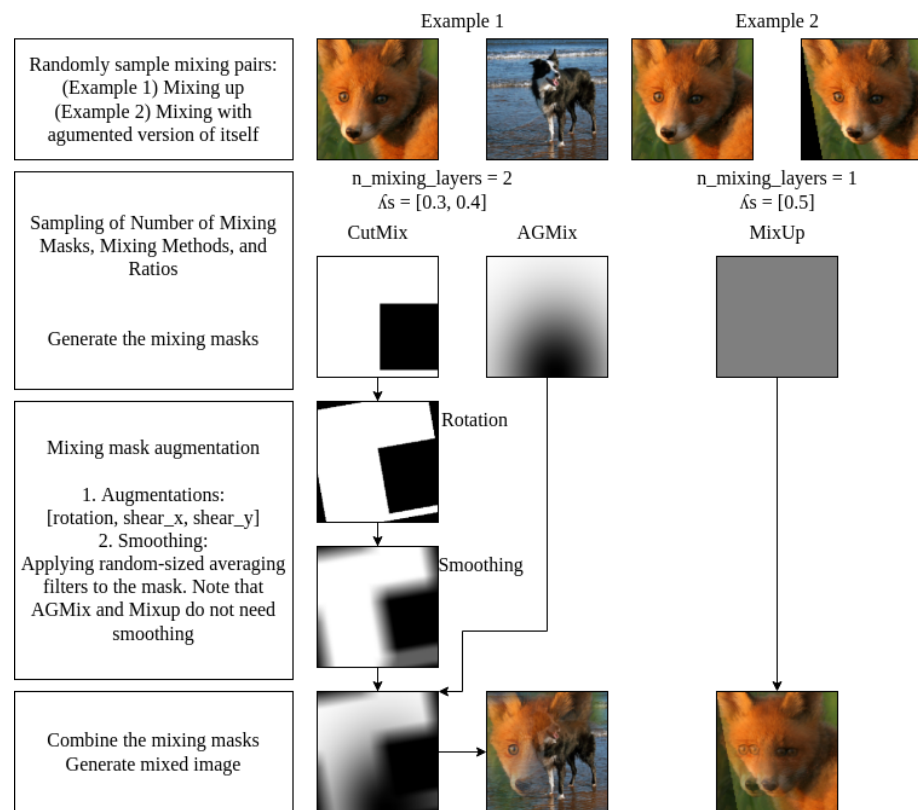 Example 1
Example 2
Randomly sample mixing pairs:
(Example 1) Mixing up
(Example 2) Mixing with
agumented version of itself
n_mixing_layers = 2
ʎs = [0.3, 0.4]
n_mixing_layers = 1
ʎs = [0.5]
Sampling of Number of Mixing
Masks, Mixing Methods, and
Ratios
Generate the mixing masks
CutMix
AGMix
MixUp
Rotation
Mixing mask augmentation
1. Augmentations:
[rotation, shear_x, shear_y]
2. Smoothing:
Applying random-sized averaging
filters to the mask. Note that
AGMix and Mixup do not need
smoothing
Smoothing
Combine the mixing masks
Generate mixed image